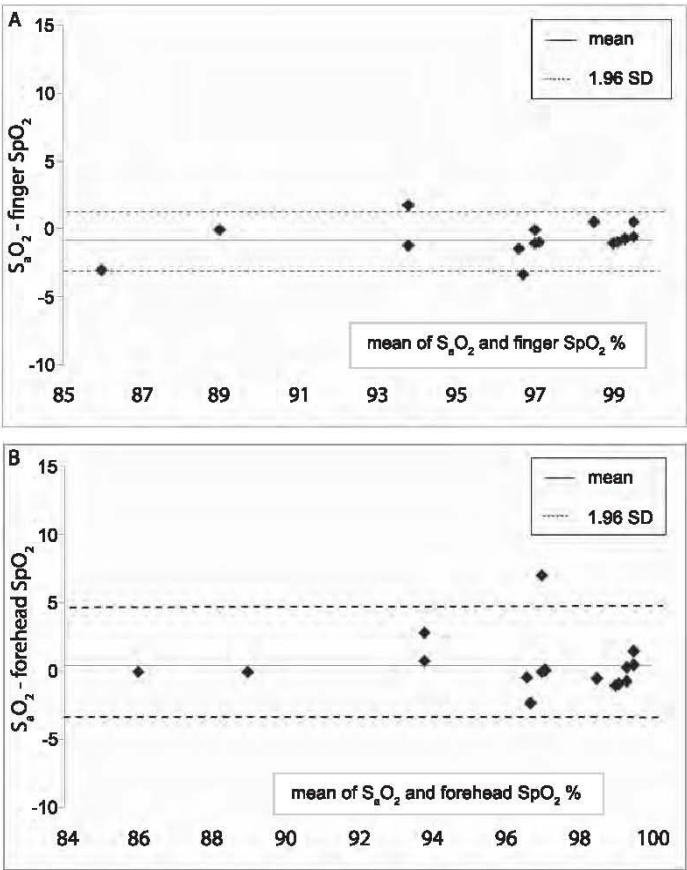 A
15
10
5
0
-5
-10
SaO2 - finger SpO2
mean
1.96 SD
mean of SaO2 and finger SpO2 %
85 87 89 91 93 95 97 99
B
15
10
5
0
-5
-10
SaO2 - forehead SpO2
mean
1.96 SD
mean of SaO2 and forehead SpO2 %
84 86 88 90 92 94 96 98 100